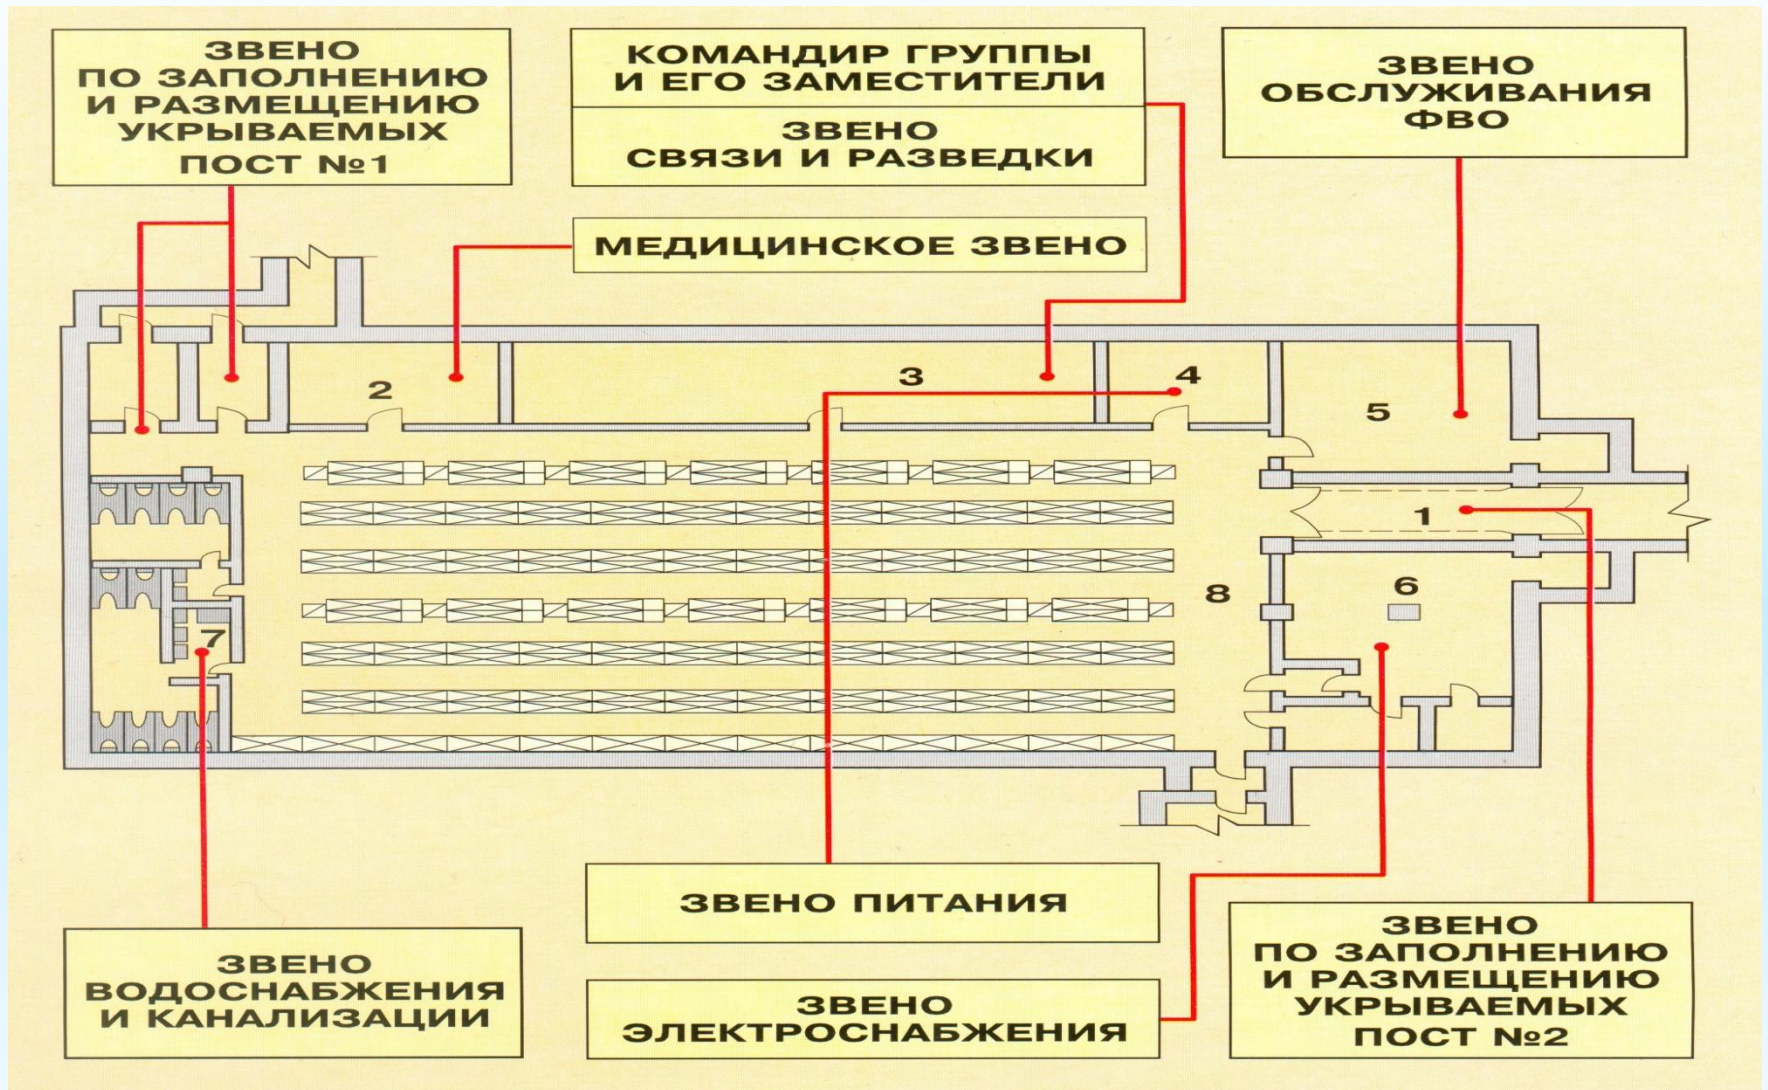 ЗВЕНО
ПО ЗАПОЛНЕНИЮ
И РАЗМЕЩЕНИЮ
УКРЫВАЕМЫХ
ПОСТ №1
КОМАНДИР ГРУППЫ
И ЕГО ЗАМЕСТИТЕЛИ
ЗВЕНО
СВЯЗИ И РАЗВЕДКИ
ЗВЕНО
ОБСЛУЖИВАНИЯ
ФВО
МЕДИЦИНСКОЕ ЗВЕНО
2
3
4
5
1
6
8
7
ЗВЕНО ПИТАНИЯ
ЗВЕНО
ВОДОСНАБЖЕНИЯ
И КАНАЛИЗАЦИИ
ЗВЕНО
ЭЛЕКТРОСНАБЖЕНИЯ
ЗВЕНО
ПО ЗАПОЛНЕНИЮ
И РАЗМЕЩЕНИЮ
УКРЫВАЕМЫХ
ПОСТ №2